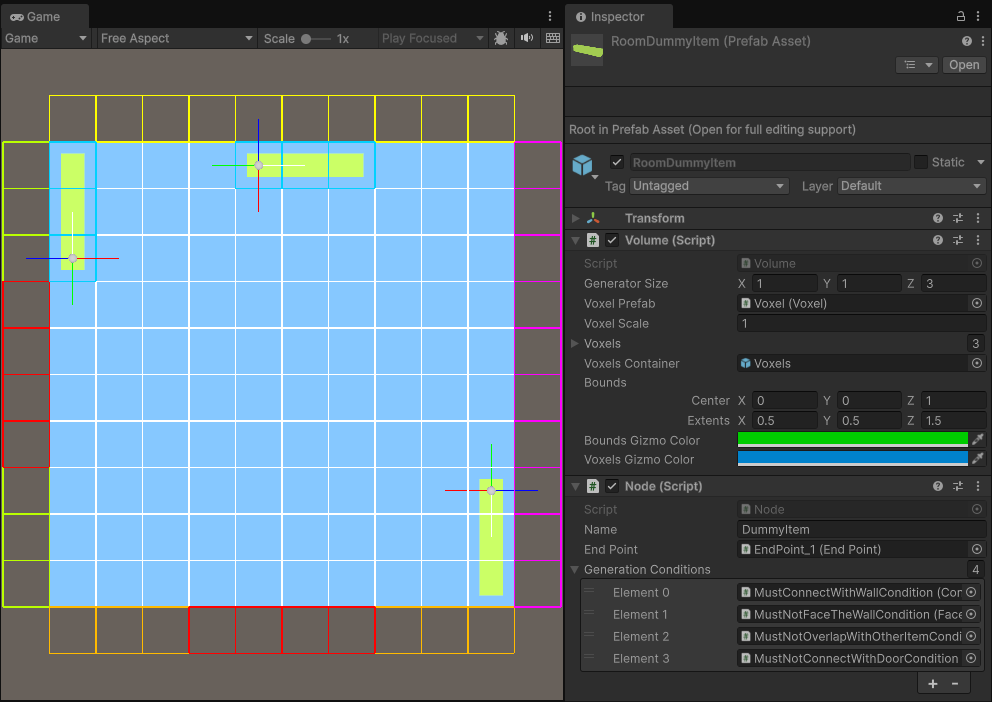 Game
Inspector
Game Free Aspect Scale 1x Play Focused
RoomDummyItem (Prefab Asset)
Open
Root in Prefab Asset (Open for full editing support)
RoomDummyItem Static
Tag Untagged Layer Default
Transform
# Volume (Script)
Script # Volume
Generator Size X 1 Y 1 Z 3
Voxel Prefab # Voxel (Voxel)
Voxel Scale 1
Voxels 3
Voxels Container Voxels
Bounds
Center X 0 Y 0 Z 1
Extents X 0.5 Y 0.5 Z 1.5
Bounds Gizmo Color
Voxels Gizmo Color
# Node (Script)
Script # Node
Name DummyItem
End Point # EndPoint_1 (End Point)
Generation Conditions 4
Element 0 # MustConnectWithWallCondition (Con
Element 1 # MustNotFaceTheWallCondition (Face
Element 2 # MustNotOverlapWithOtherItemCondi
Element 3 # MustNotConnectWithDoorCondition
+ -